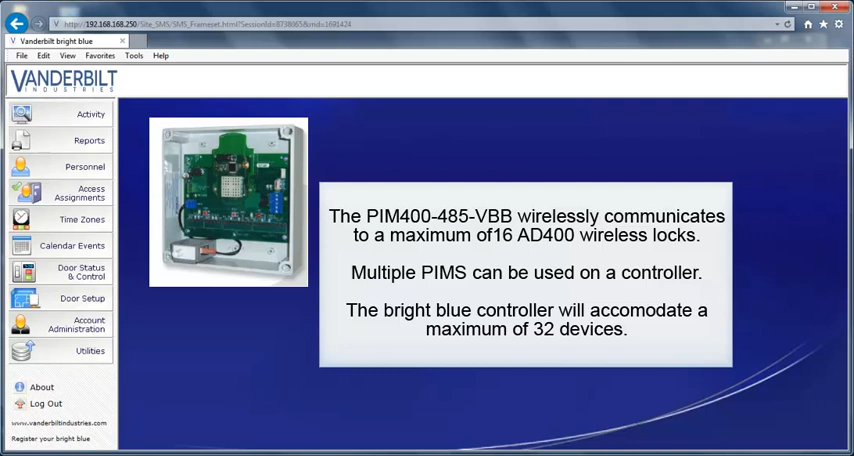 http://192.168.168.250/Site_SMS/SMS_Frameset.html?SessionId=8738065&rnd=1691424
Vanderbilt bright blue
File Edit View Favorites Tools Help
VANDERBILT
INDUSTRIES
Activity
Reports
Personnel
Access
Assignments
Time Zones
Calendar Events
Door Status
& Control
Door Setup
Account
Administration
Utilities
About
Log Out
www.vanderbiltindustries.com
Register your bright blue
The PIM400-485-VBB wirelessly communicates
to a maximum of16 AD400 wireless locks.
Multiple PIMS can be used on a controller.
The bright blue controller will accomodate a
maximum of 32 devices.